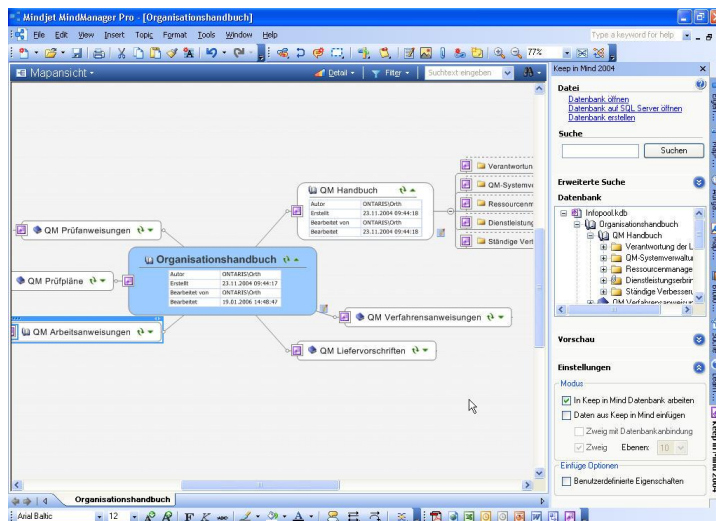 Mindjet MindManager Pro - [Organisationshandbuch]
File Edit View Insert Topic Format Tools Window Help
Type a keyword for help
77%
Mapansicht
Detail
Filter
Suchtext eingeben
Keep in Mind 2004
Datei
Datenbank öffnen
Datenbank auf SQL Server öffnen
Datenbank erstellen
Suche
Suchen
Erweiterte Suche
Datenbank
Infopool.kdb
Organisationshandbuch
QM Handbuch
Verantwortung der L
QM-Systemverwaltu
Ressourcenmanage
Dienstleistungserbrin
Ständige Verbesseru
QM Verfahrensanweisun
Vorschau
Einstellungen
Modus
In Keep in Mind Datenbank arbeiten
Daten aus Keep in Mind einfügen
Zweig mit Datenbankanbindung
Zweig Ebenen: 10
Einfüge Optionen
Benutzerdefinierte Eigenschaften
QM Handbuch
Autor ONTARIS\Orth
Erstellt 23.11.2004 09:44:18
Bearbeitet von ONTARIS\Orth
Bearbeitet 23.11.2004 09:44:18
Verantwortun
QM-Systemv
Ressourcenm
Dienstleistung
Ständige Ver
QM Prüfanweisungen
Organisationshandbuch
Autor ONTARIS\Orth
Erstellt 23.11.2004 09:44:17
Bearbeitet von ONTARIS\Orth
Bearbeitet 19.01.2006 14:48:47
QM Prüfpläne
QM Arbeitsanweisungen
QM Verfahrensanweisungen
QM Liefervorschriften
Organisationshandbuch
Arial Baltic 12
F K
Keep in Mind 2004